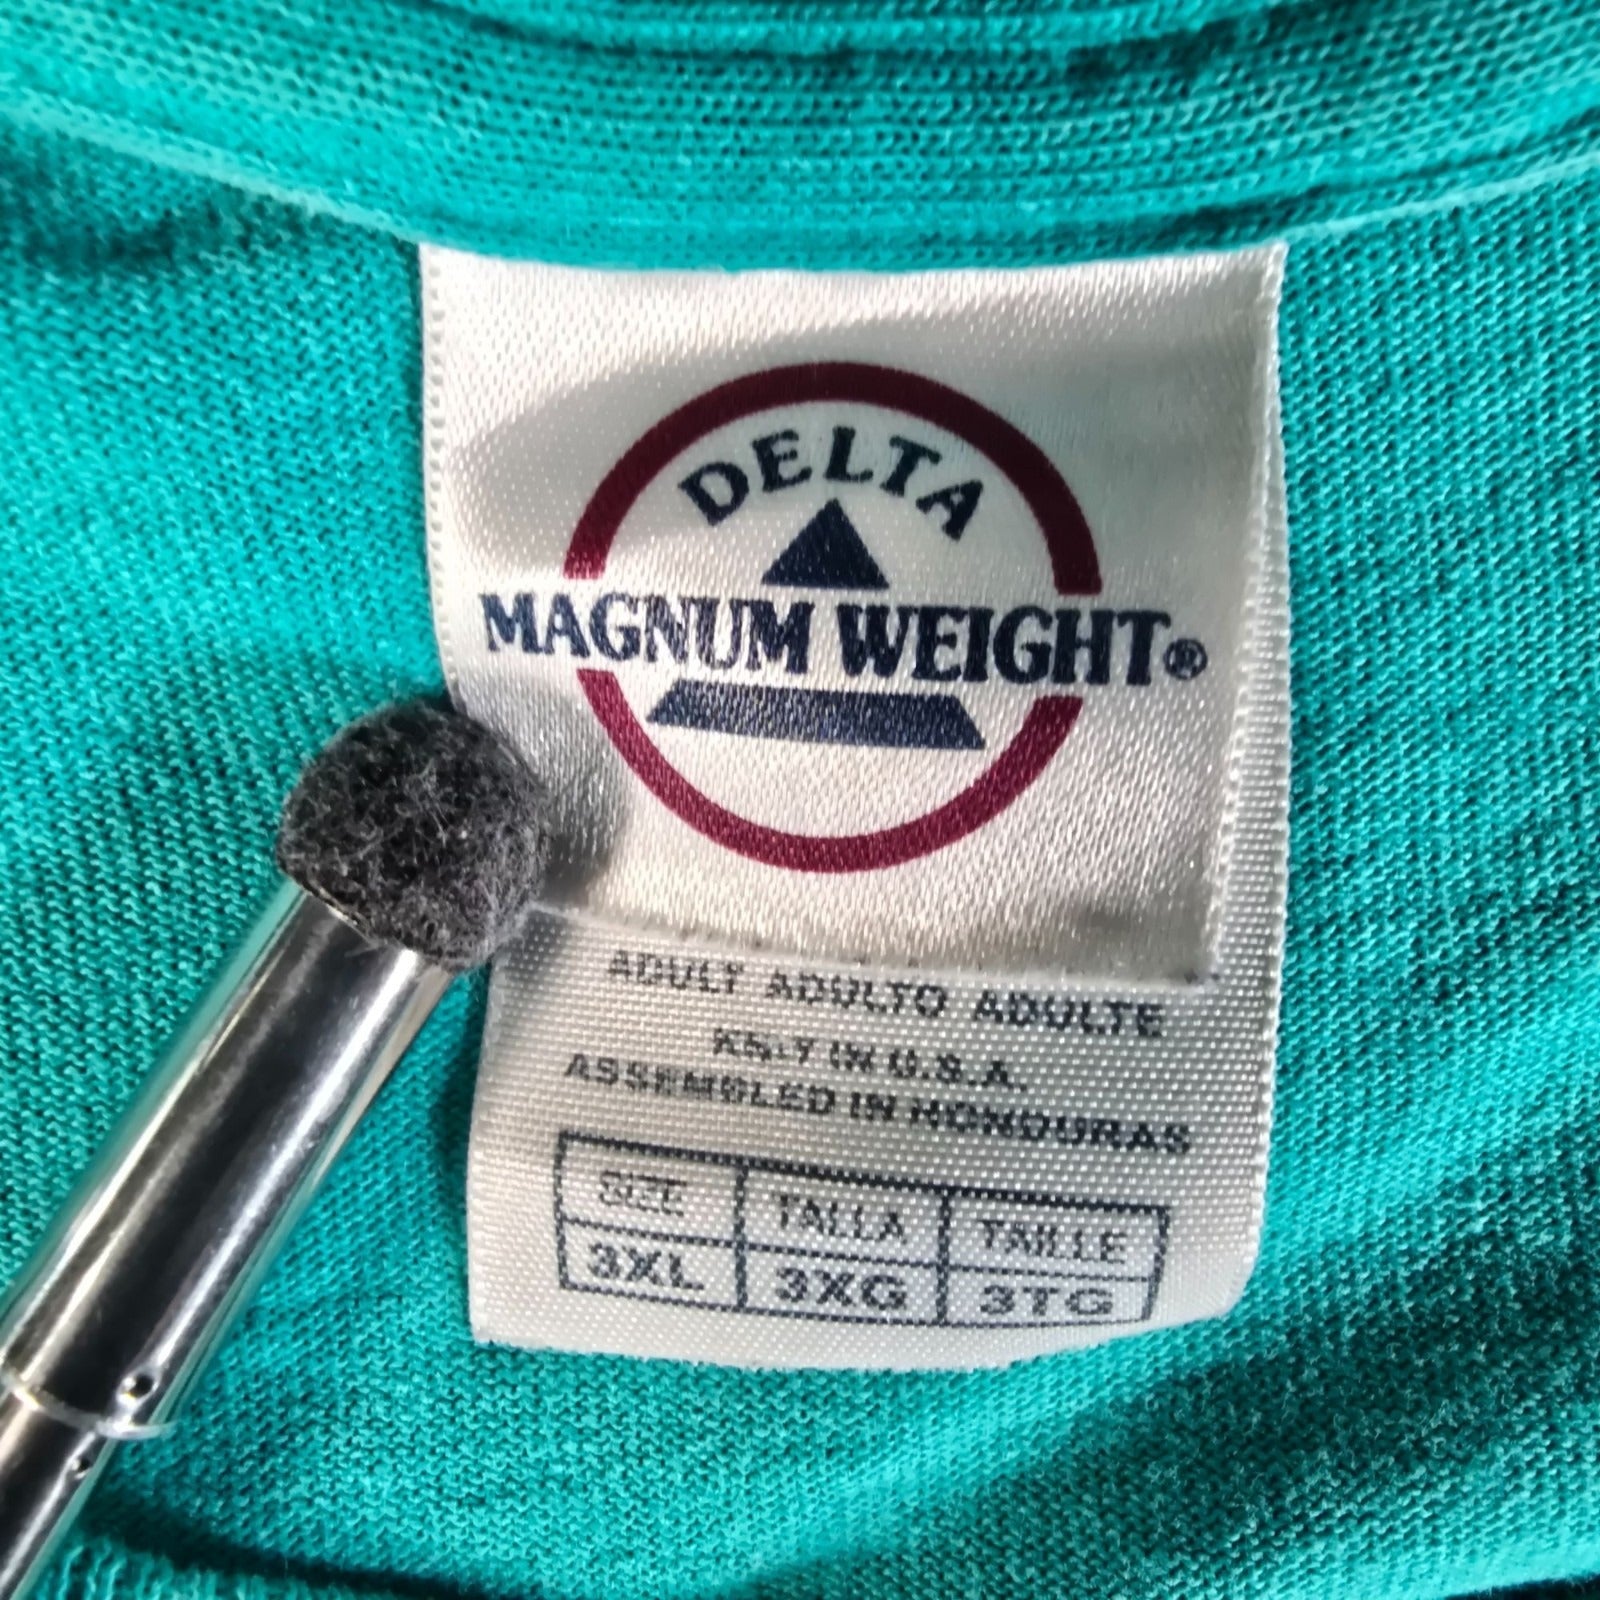 DELTA
MAGNUM WEIGHT®
ADULT ADULTO ADULTE
KNIT IN U.S.A.
ASSEMBLED IN HONDURAS
SIZE TALLA TAILLE
3XL 3XG 3TG